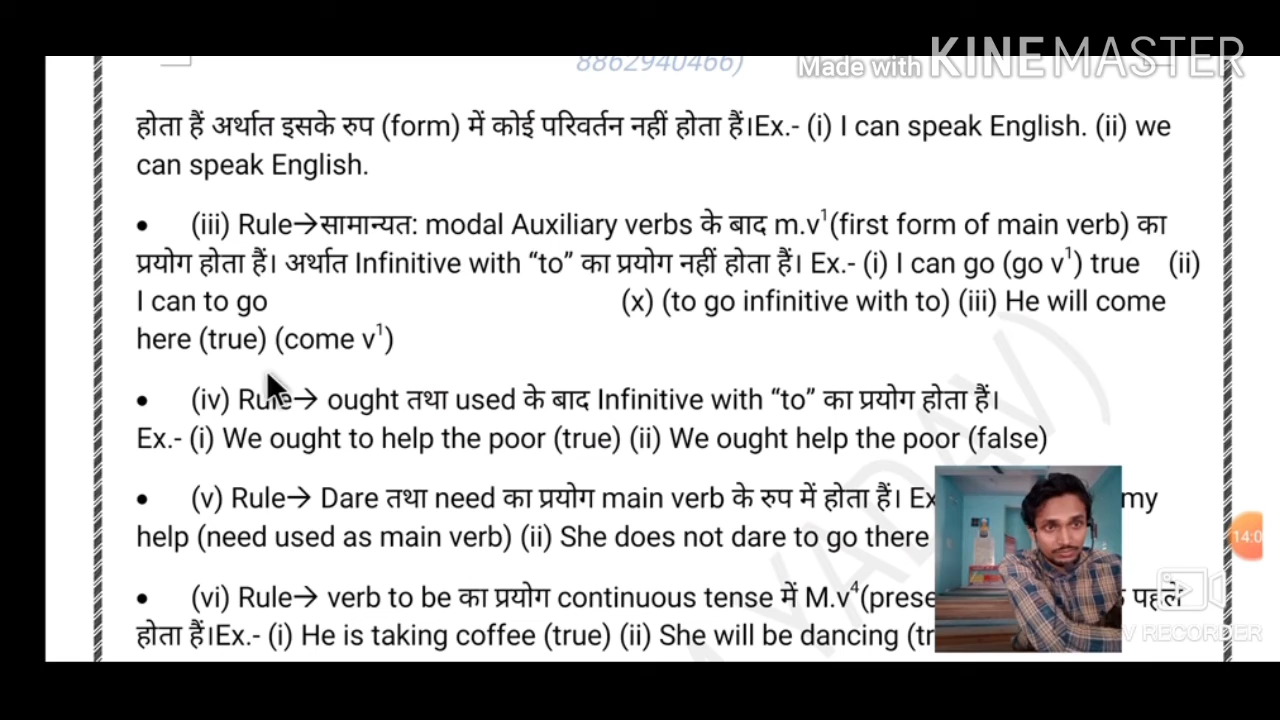 8862940466)
Made with KINEMASTER
होता हैं अर्थात इसके रुप (form) में कोई परिवर्तन नहीं होता हैं।Ex.- (i) I can speak English. (ii) we
can speak English.
• (iii) Rule→सामान्यत: modal Auxiliary verbs के बाद m.v¹(first form of main verb) का
प्रयोग होता हैं। अर्थात Infinitive with “to” का प्रयोग नहीं होता हैं। Ex.- (i) I can go (go v¹) true (ii)
I can to go (x) (to go infinitive with to) (iii) He will come
here (true) (come v¹)
• (iv) Rule→ ought तथा used के बाद Infinitive with “to” का प्रयोग होता हैं।
Ex.- (i) We ought to help the poor (true) (ii) We ought help the poor (false)
• (v) Rule→ Dare तथा need का प्रयोग main verb के रुप में होता हैं। Ex my
help (need used as main verb) (ii) She does not dare to go there
14:0
• (vi) Rule→ verb to be का प्रयोग continuous tense में M.v⁴(prese पहले
होता हैं।Ex.- (i) He is taking coffee (true) (ii) She will be dancing (tr
V RECORDER
YADAV)